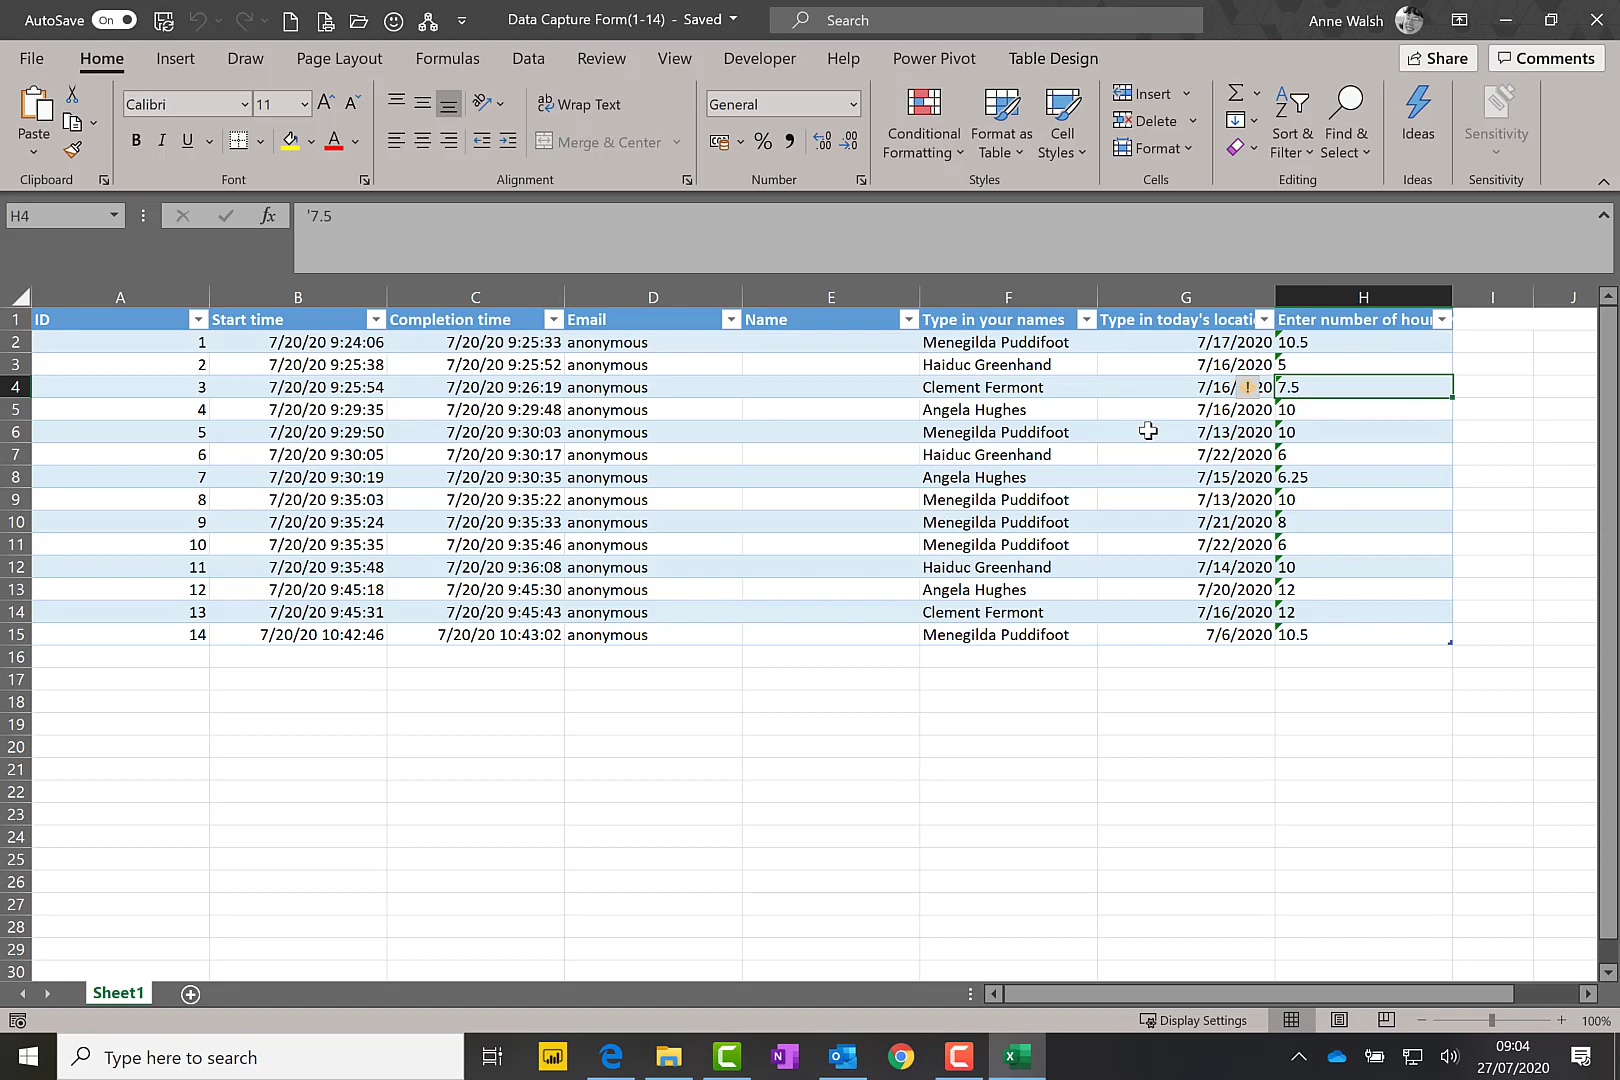 AutoSave On Data Capture Form(1-14) - Saved Search Anne Walsh
File Home Insert Draw Page Layout Formulas Data Review View Developer Help Power Pivot Table Design Share Comments
Paste Calibri 11 Wrap Text General Conditional Formatting Format as Table Cell Styles Insert Sort & Filter Find & Select Ideas Sensitivity
B I U Merge & Center % , Delete
Format
Clipboard Font Alignment Number Styles Cells Editing Ideas Sensitivity
H4 fx '7.5
A B C D E F G H I J
1 ID Start time Completion time Email Name Type in your names Type in today's locati Enter number of hou
2 1 7/20/20 9:24:06 7/20/20 9:25:33 anonymous Menegilda Puddifoot 7/17/2020 10.5
3 2 7/20/20 9:25:38 7/20/20 9:25:52 anonymous Haiduc Greenhand 7/16/2020 5
4 3 7/20/20 9:25:54 7/20/20 9:26:19 anonymous Clement Fermont 7/16/ 20 7.5
5 4 7/20/20 9:29:35 7/20/20 9:29:48 anonymous Angela Hughes 7/16/2020 10
6 5 7/20/20 9:29:50 7/20/20 9:30:03 anonymous Menegilda Puddifoot 7/13/2020 10
7 6 7/20/20 9:30:05 7/20/20 9:30:17 anonymous Haiduc Greenhand 7/22/2020 6
8 7 7/20/20 9:30:19 7/20/20 9:30:35 anonymous Angela Hughes 7/15/2020 6.25
9 8 7/20/20 9:35:03 7/20/20 9:35:22 anonymous Menegilda Puddifoot 7/13/2020 10
10 9 7/20/20 9:35:24 7/20/20 9:35:33 anonymous Menegilda Puddifoot 7/21/2020 8
11 10 7/20/20 9:35:35 7/20/20 9:35:46 anonymous Menegilda Puddifoot 7/22/2020 6
12 11 7/20/20 9:35:48 7/20/20 9:36:08 anonymous Haiduc Greenhand 7/14/2020 10
13 12 7/20/20 9:45:18 7/20/20 9:45:30 anonymous Angela Hughes 7/20/2020 12
14 13 7/20/20 9:45:31 7/20/20 9:45:43 anonymous Clement Fermont 7/16/2020 12
15 14 7/20/20 10:42:46 7/20/20 10:43:02 anonymous Menegilda Puddifoot 7/6/2020 10.5
16
17
18
19
20
21
22
23
24
25
26
27
28
29
30
Sheet1
Display Settings 100%
Type here to search 09:04
27/07/2020